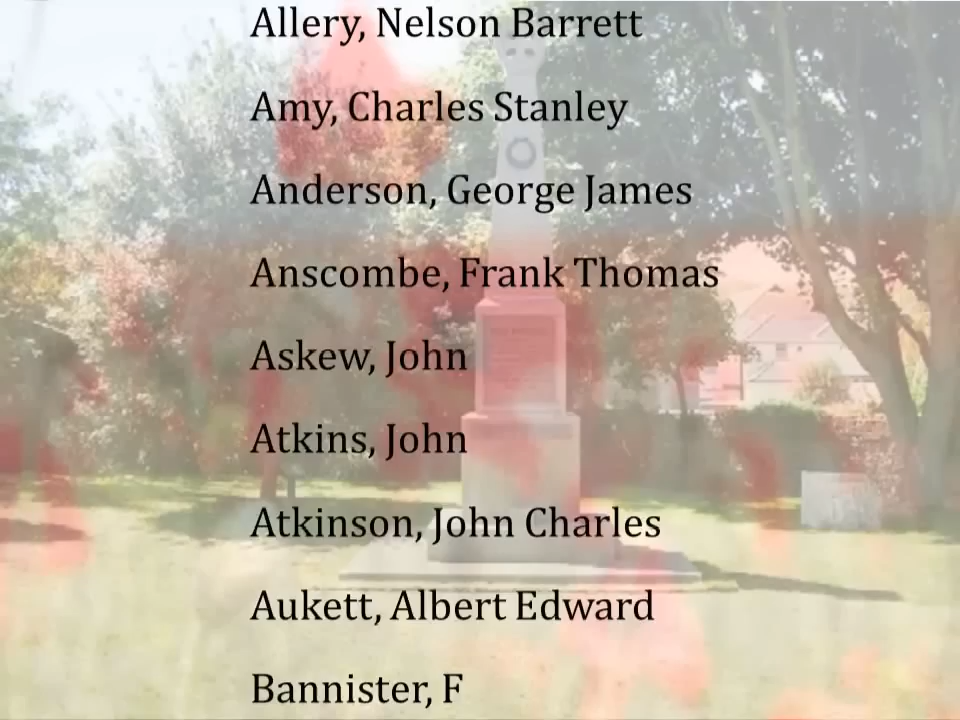 Allery, Nelson Barrett
Amy, Charles Stanley
Anderson, George James
Anscombe, Frank Thomas
Askew, John
Atkins, John
Atkinson, John Charles
Aukett, Albert Edward
Bannister, F